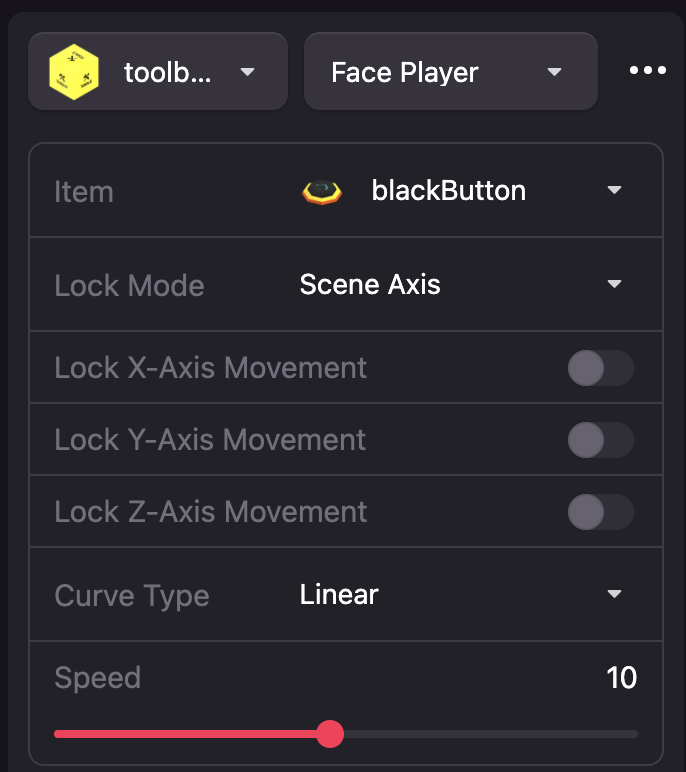 toolb...
Face Player
Item blackButton
Lock Mode Scene Axis
Lock X-Axis Movement
Lock Y-Axis Movement
Lock Z-Axis Movement
Curve Type Linear
Speed 10